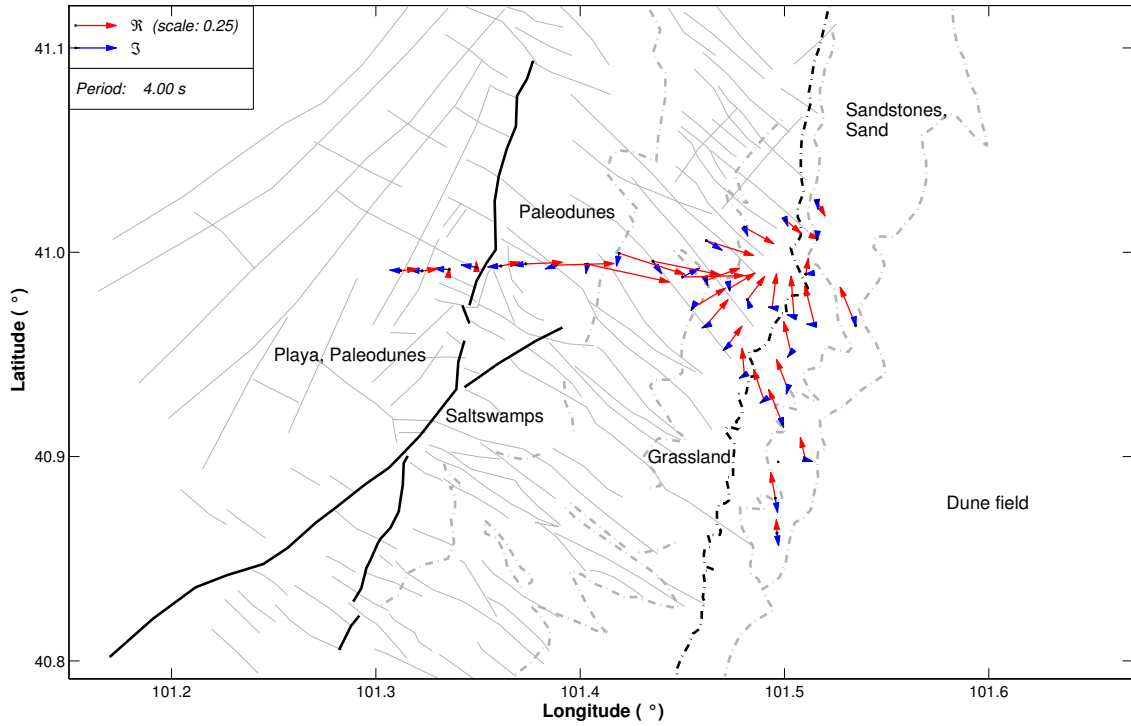 ℜ (scale: 0.25)
ℑ
Period: 4.00 s
41.1
41.0
40.9
40.8
Latitude ( °)
Sandstones,
Sand
Paleodunes
Playa, Paleodunes
Saltswamps
Grassland
Dune field
101.2
101.3
101.4
101.5
101.6
Longitude ( °)